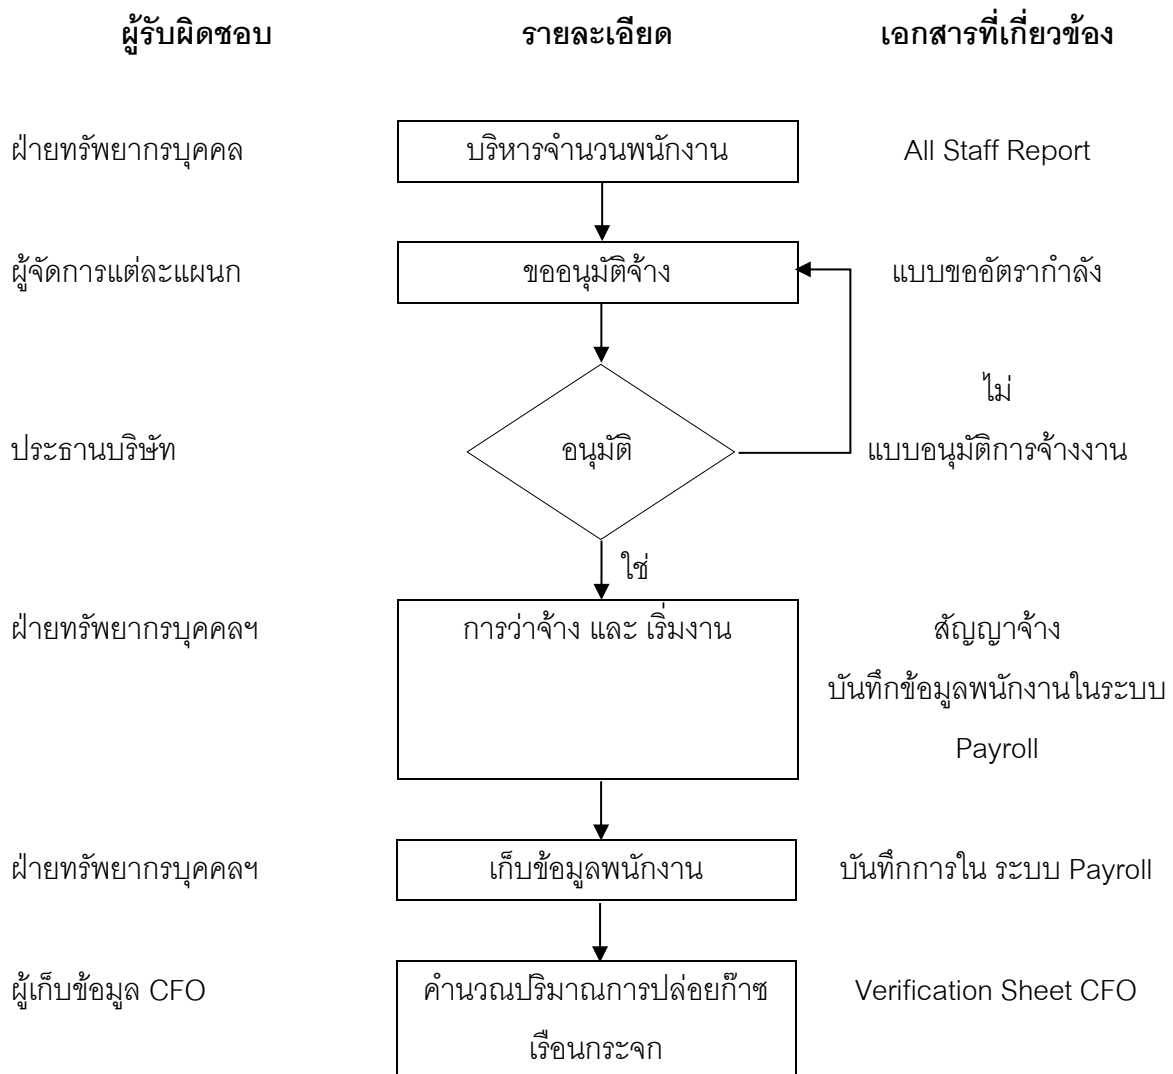 ผู้รับผิดชอบ รายละเอียด เอกสารที่เกี่ยวข้อง
ฝ่ายทรัพยากรบุคคล บริหารจำนวนพนักงาน All Staff Report
ผู้จัดการแต่ละแผนก ขออนุมัติจ้าง แบบขออัตรากำลัง
ไม่
ประธานบริษัท อนุมัติ แบบอนุมัติการจ้างงาน
ใช่
ฝ่ายทรัพยากรบุคคลฯ การว่าจ้าง และ เริ่มงาน สัญญาจ้าง
บันทึกข้อมูลพนักงานในระบบ
Payroll
ฝ่ายทรัพยากรบุคคลฯ เก็บข้อมูลพนักงาน บันทึกการใน ระบบ Payroll
ผู้เก็บข้อมูล CFO คำนวณปริมาณการปล่อยก๊าซ Verification Sheet CFO
เรือนกระจก